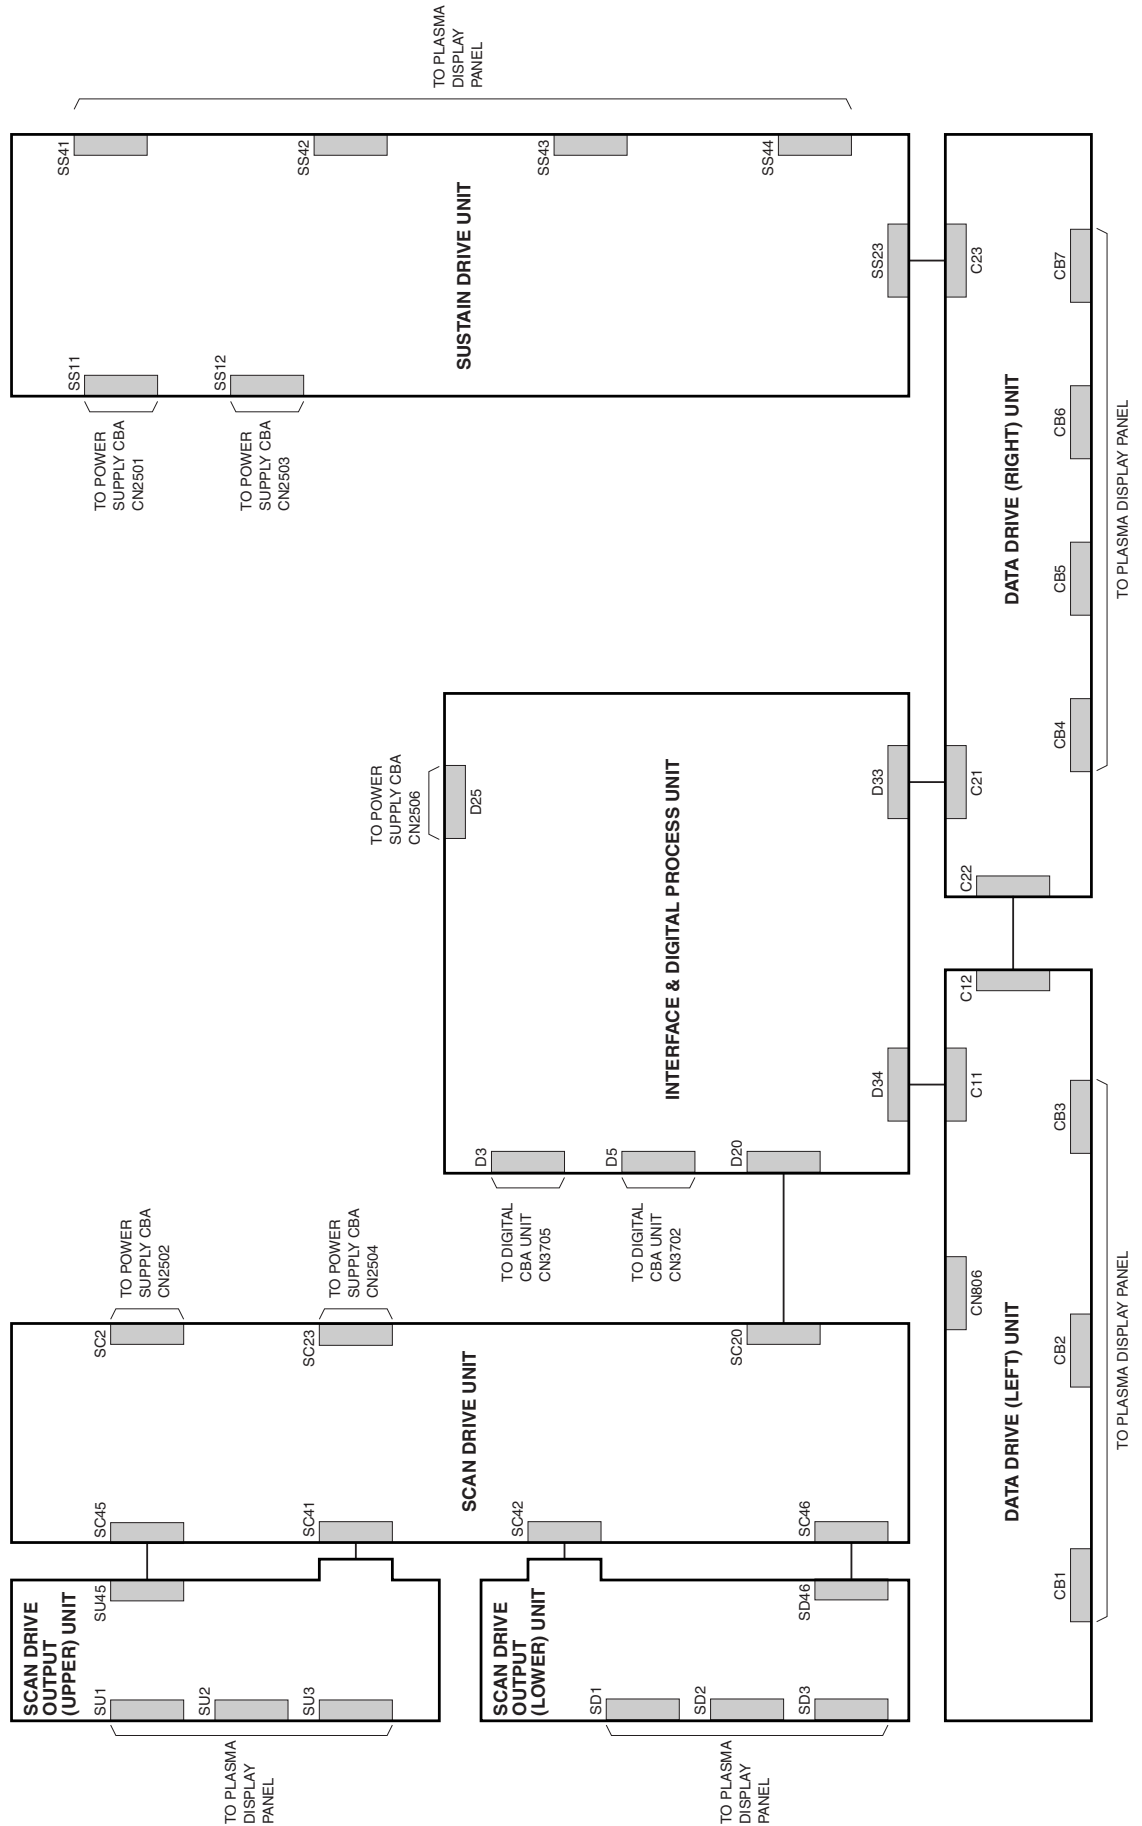 SCAN DRIVE
OUTPUT
(UPPER) UNIT
SU1
SU2
SU3
SU45
TO PLASMA
DISPLAY
PANEL
SCAN DRIVE
OUTPUT
(LOWER) UNIT
SD1
SD2
SD3
SD46
TO PLASMA
DISPLAY
PANEL
SCAN DRIVE UNIT
SC45
SC41
SC42
SC46
SC2
SC23
SC20
TO POWER
SUPPLY CBA
CN2502
TO POWER
SUPPLY CBA
CN2504
INTERFACE & DIGITAL PROCESS UNIT
D3
D5
D20
D25
D34
D33
TO DIGITAL
CBA UNIT
CN3705
TO DIGITAL
CBA UNIT
CN3702
TO POWER
SUPPLY CBA
CN2506
SUSTAIN DRIVE UNIT
SS11
SS12
SS41
SS42
SS43
SS44
SS23
TO POWER
SUPPLY CBA
CN2501
TO POWER
SUPPLY CBA
CN2503
TO PLASMA
DISPLAY
PANEL
DATA DRIVE (LEFT) UNIT
CN806
C11
C12
CB1
CB2
CB3
TO PLASMA DISPLAY PANEL
DATA DRIVE (RIGHT) UNIT
C22
C21
C23
CB4
CB5
CB6
CB7
TO PLASMA DISPLAY PANEL